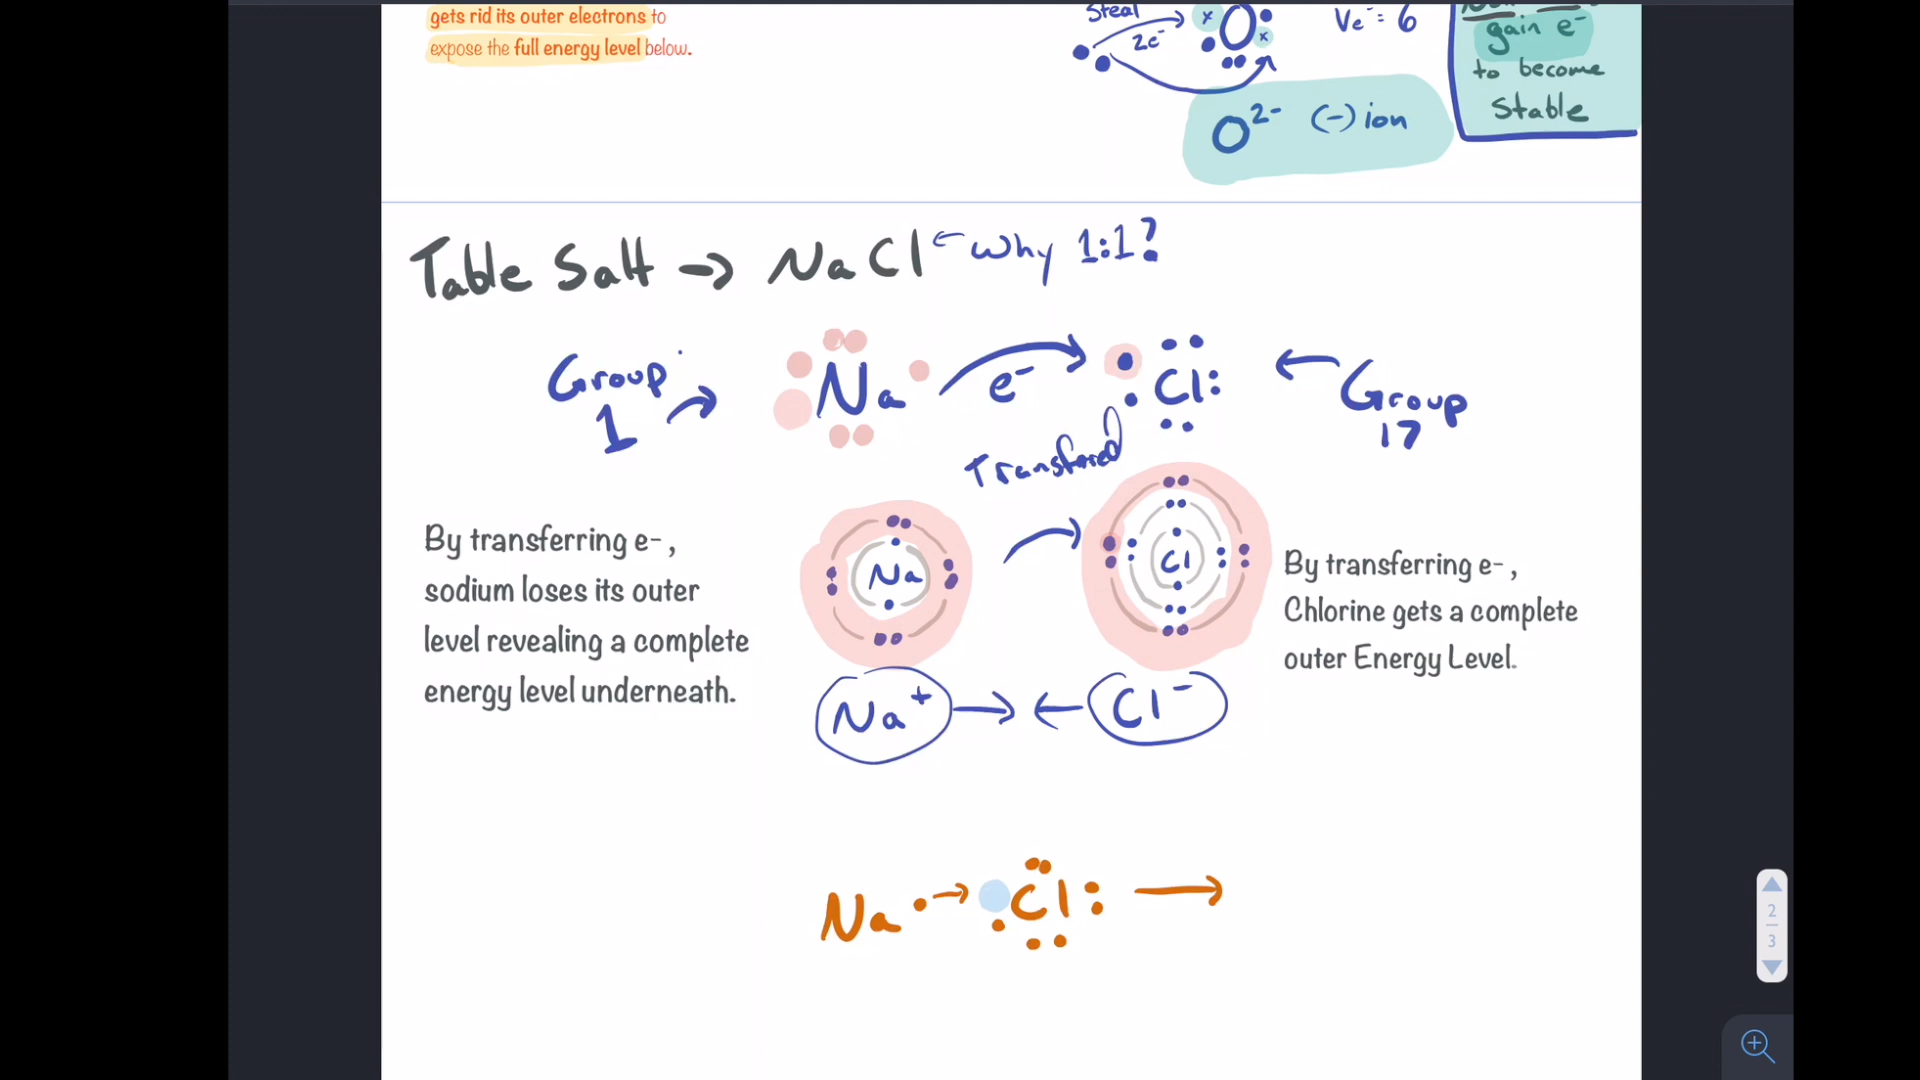 gets rid its outer electrons to
expose the full energy level below.
Steal
2e-
x O x
Ve-: 6
gain e-
to become
Stable
O2- (-) ion
Table Salt → NaCl ← Why 1:1?
Group
1
Na
e-
Cl
Group
17
Transfered
By transferring e- ,
sodium loses its outer
level revealing a complete
energy level underneath.
Na
Cl
By transferring e- ,
Chlorine gets a complete
outer Energy Level.
Na+ → ← Cl-
Na → Cl →
2
3